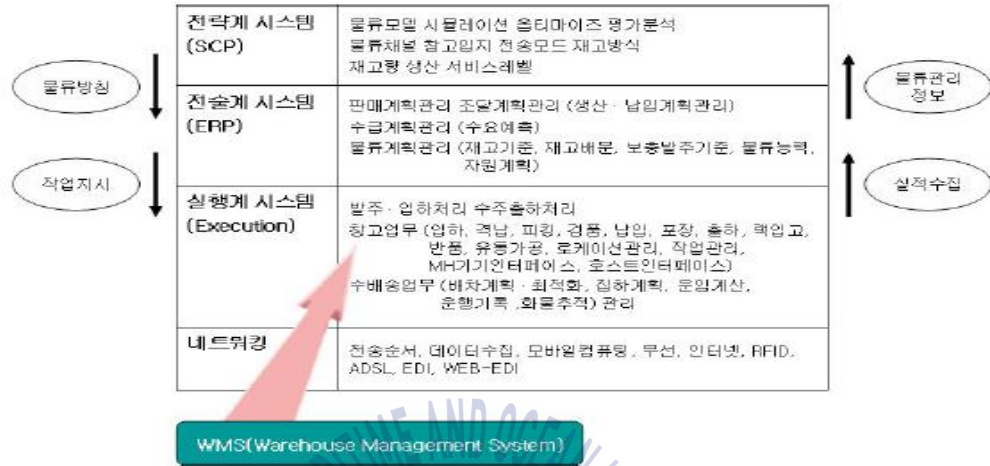 전략계 시스템
(SCP)
물류모델 시뮬레이션 옵티마이즈 평가분석
물류채널 창고입지 전송모드 재고방식
재고량 생산 서비스레벨
물류방침
물류관리
정보
전술계 시스템
(ERP)
판매계획관리 조달계획관리 (생산·납입계획관리)
수급계획관리 (수요예측)
물류계획관리 (재고기준, 재고배문, 보충발주기준, 물류능력,
자원계획)
작업지시
실적수집
실행계 시스템
(Execution)
발주·입하처리 수주출하처리
창고업무 (입하, 격납, 피킹, 검품, 납입, 포장, 출하, 랙입고,
반품, 유통가공, 로케이션관리, 작업관리,
MH기기인터페이스, 호스트인터페이스)
수배송업무 (배차계획·최적화, 집하계획, 운임계산,
운행기록 ,화물추적) 관리
네트워킹
전송순서, 데이터수집, 모바일컴퓨팅, 무선, 인터넷, RFID,
ADSL, EDI, WEB-EDI
WMS(Warehouse Management System)
TIME AND OCEAN